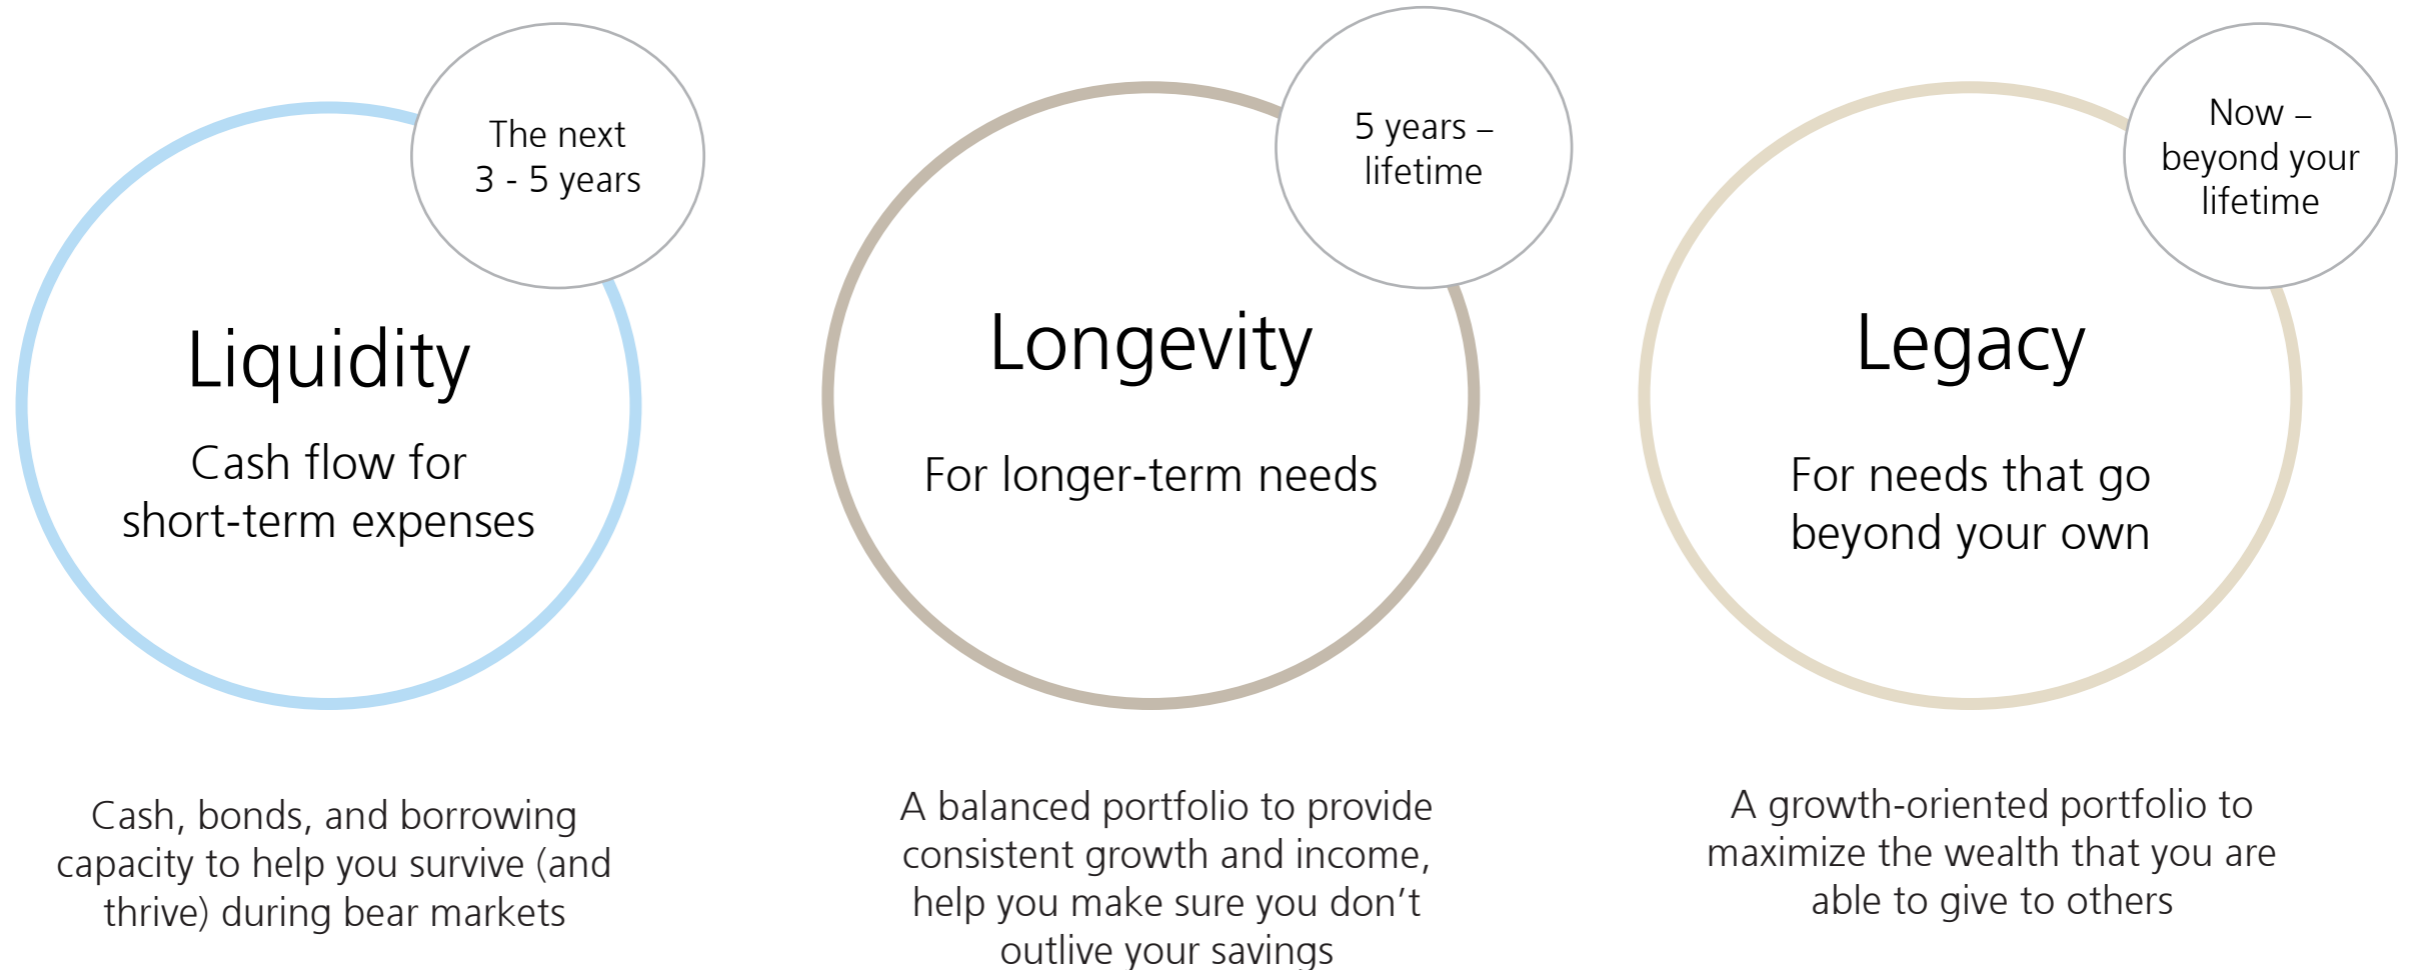 The next
3 - 5 years
Liquidity
Cash flow for
short-term expenses
Cash, bonds, and borrowing
capacity to help you survive (and
thrive) during bear markets
5 years –
lifetime
Longevity
For longer-term needs
A balanced portfolio to provide
consistent growth and income,
help you make sure you don’t
outlive your savings
Now –
beyond your
lifetime
Legacy
For needs that go
beyond your own
A growth-oriented portfolio to
maximize the wealth that you are
able to give to others